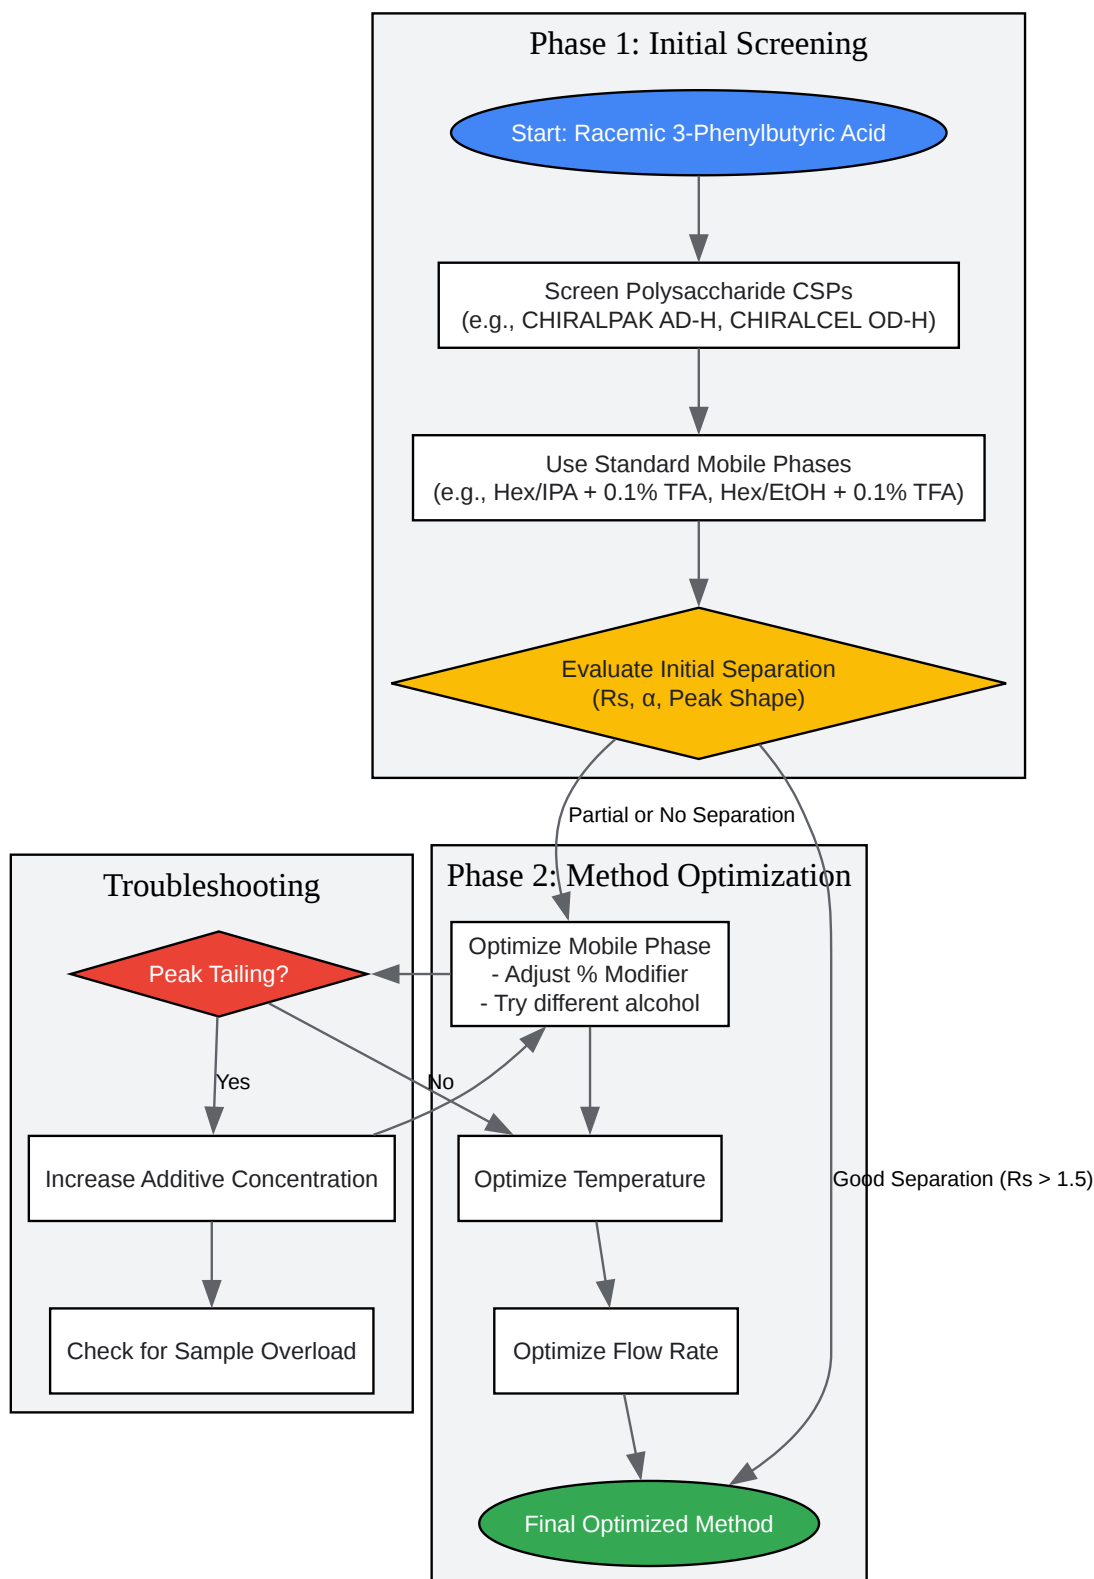 Phase 1: Initial Screening
Start: Racemic 3-Phenylbutyric Acid
Screen Polysaccharide CSPs
(e.g., CHIRALPAK AD-H, CHIRALCEL OD-H)
Use Standard Mobile Phases
(e.g., Hex/IPA + 0.1% TFA, Hex/EtOH + 0.1% TFA)
Evaluate Initial Separation
(Rs, α, Peak Shape)
Partial or No Separation
Good Separation (Rs > 1.5)
Phase 2: Method Optimization
Optimize Mobile Phase
- Adjust % Modifier
- Try different alcohol
Optimize Temperature
Optimize Flow Rate
Final Optimized Method
Troubleshooting
Peak Tailing?
Yes
No
Increase Additive Concentration
Check for Sample Overload